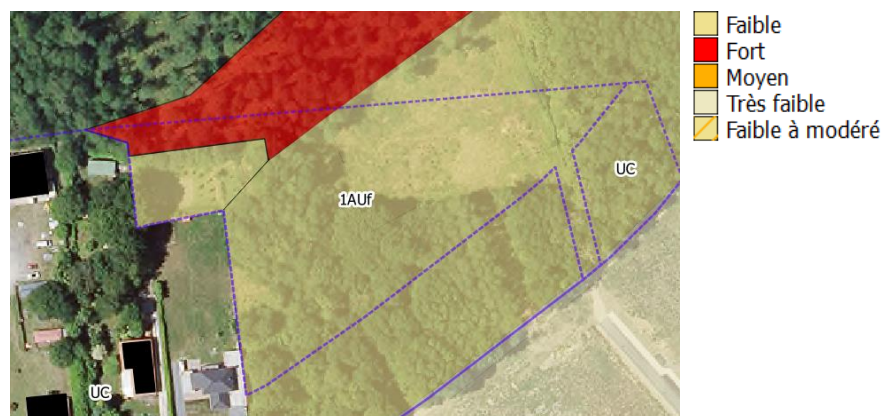 1AUf
UC
UC
Faible
Fort
Moyen
Très faible
Faible à modéré